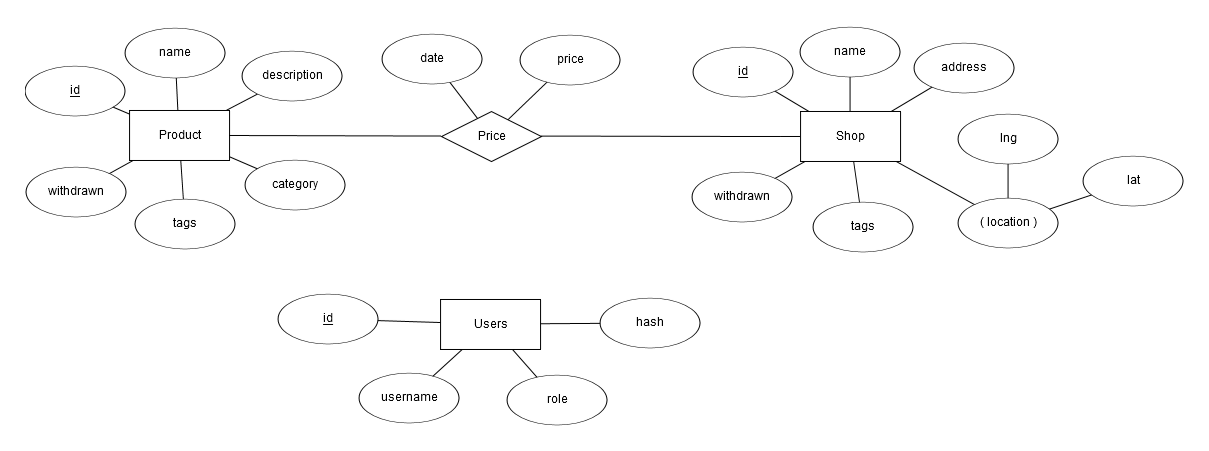 name
id
description
Product
withdrawn
tags
category
date
price
Price
name
id
address
Shop
withdrawn
tags
lng
lat
( location )
id
Users
hash
username
role